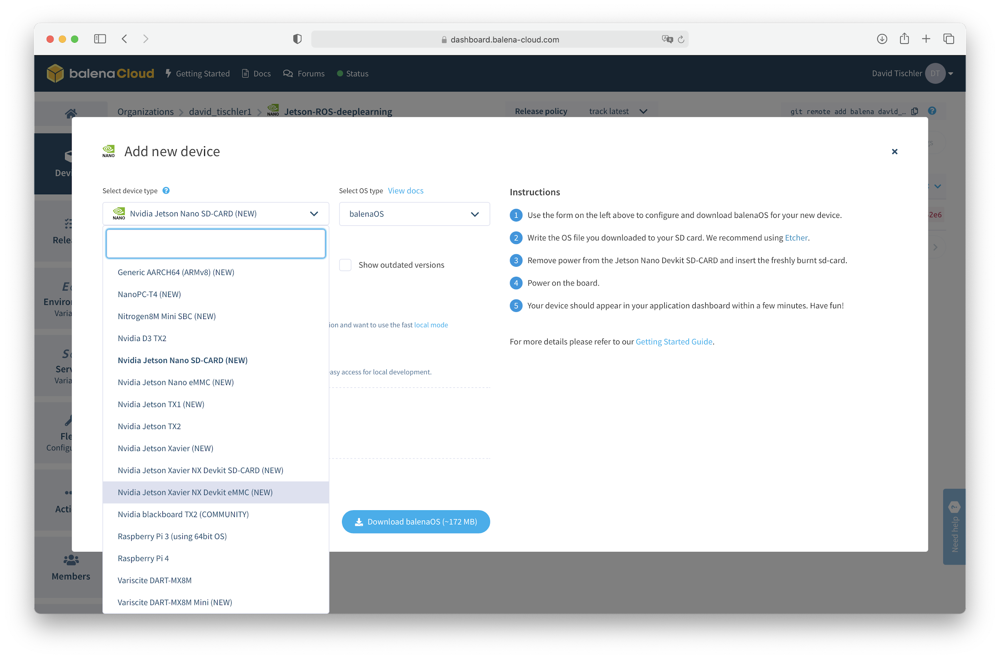 dashboard.balena-cloud.com
balenaCloud Getting Started Docs Forums Status David Tischler DT
Organizations david_tischler1 NANO Jetson-ROS-deeplearning Release policy track latest git remote add balena david_…
NANO Add new device
Select device type
NANO Nvidia Jetson Nano SD-CARD (NEW)
Generic AARCH64 (ARMv8) (NEW)
NanoPC-T4 (NEW)
Nitrogen8M Mini SBC (NEW)
Nvidia D3 TX2
Nvidia Jetson Nano SD-CARD (NEW)
Nvidia Jetson Nano eMMC (NEW)
Nvidia Jetson TX1 (NEW)
Nvidia Jetson TX2
Nvidia Jetson Xavier (NEW)
Nvidia Jetson Xavier NX Devkit SD-CARD (NEW)
Nvidia Jetson Xavier NX Devkit eMMC (NEW)
Nvidia blackboard TX2 (COMMUNITY)
Raspberry Pi 3 (using 64bit OS)
Raspberry Pi 4
Variscite DART-MX8M
Variscite DART-MX8M Mini (NEW)
Select OS type View docs
balenaOS
Show outdated versions
ion and want to use the fast local mode
asy access for local development.
Download balenaOS (~172 MB)
Instructions
1 Use the form on the left above to configure and download balenaOS for your new device.
2 Write the OS file you downloaded to your SD card. We recommend using Etcher.
3 Remove power from the Jetson Nano Devkit SD-CARD and insert the freshly burnt sd-card.
4 Power on the board.
5 Your device should appear in your application dashboard within a few minutes. Have fun!
For more details please refer to our Getting Started Guide.
Devi
Relea
Enviro
Varia
Serv
Varia
Fle
Configu
Acti
Members
2e6
Need help